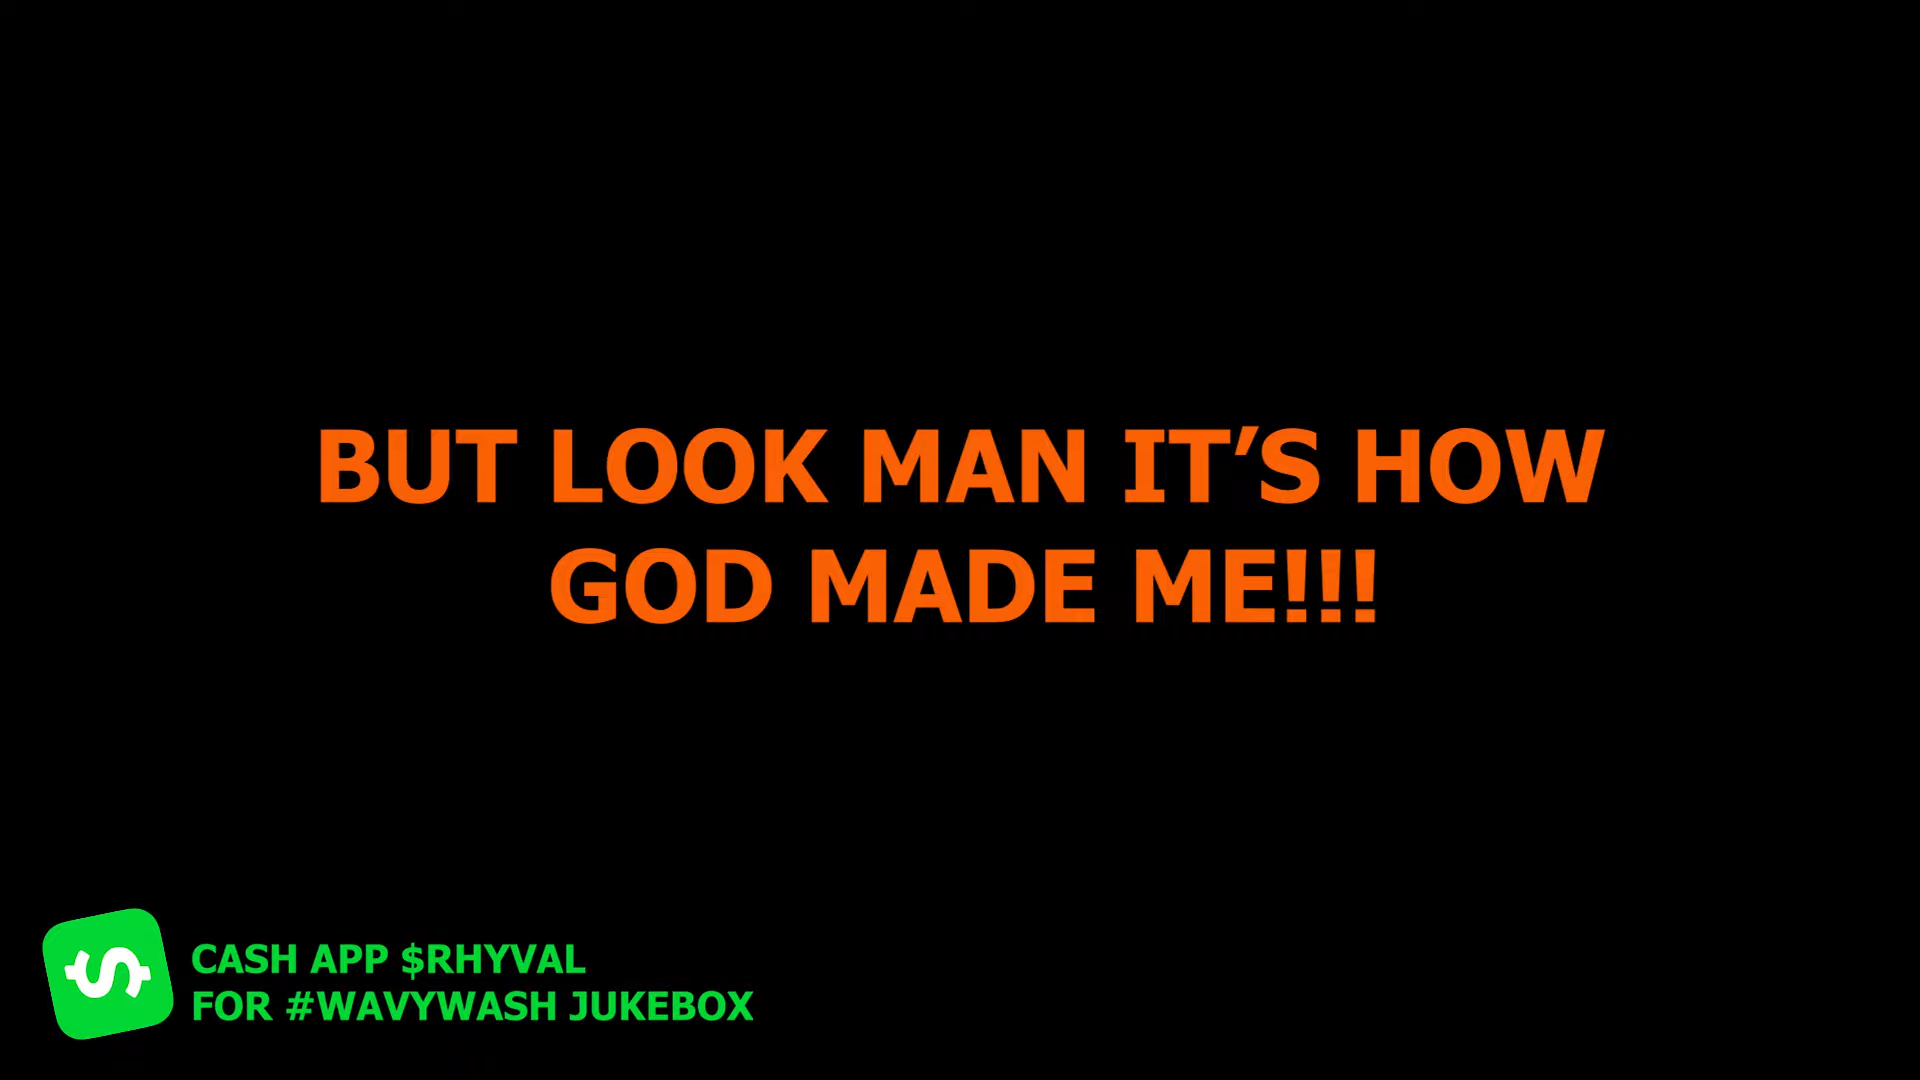 BUT LOOK MAN IT’S HOW
GOD MADE ME!!!
CASH APP $RHYVAL
FOR #WAVYWASH JUKEBOX